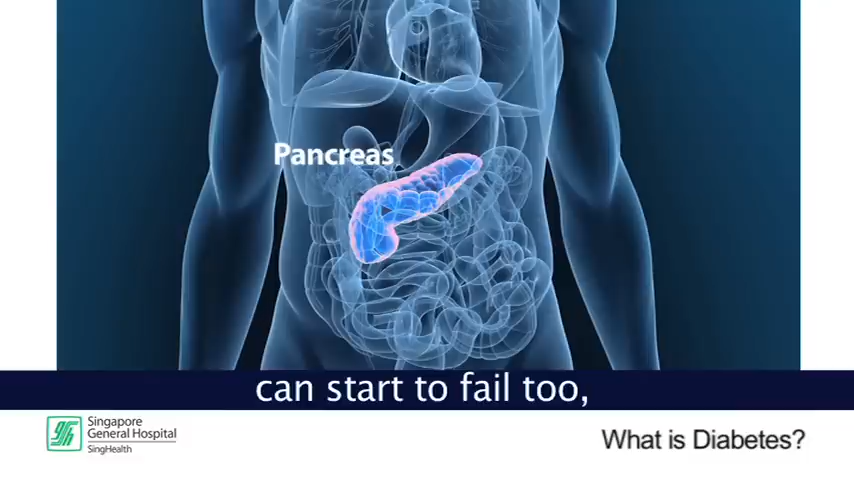 Pancreas
can start to fail too,
Singapore
General Hospital
SingHealth
What is Diabetes?